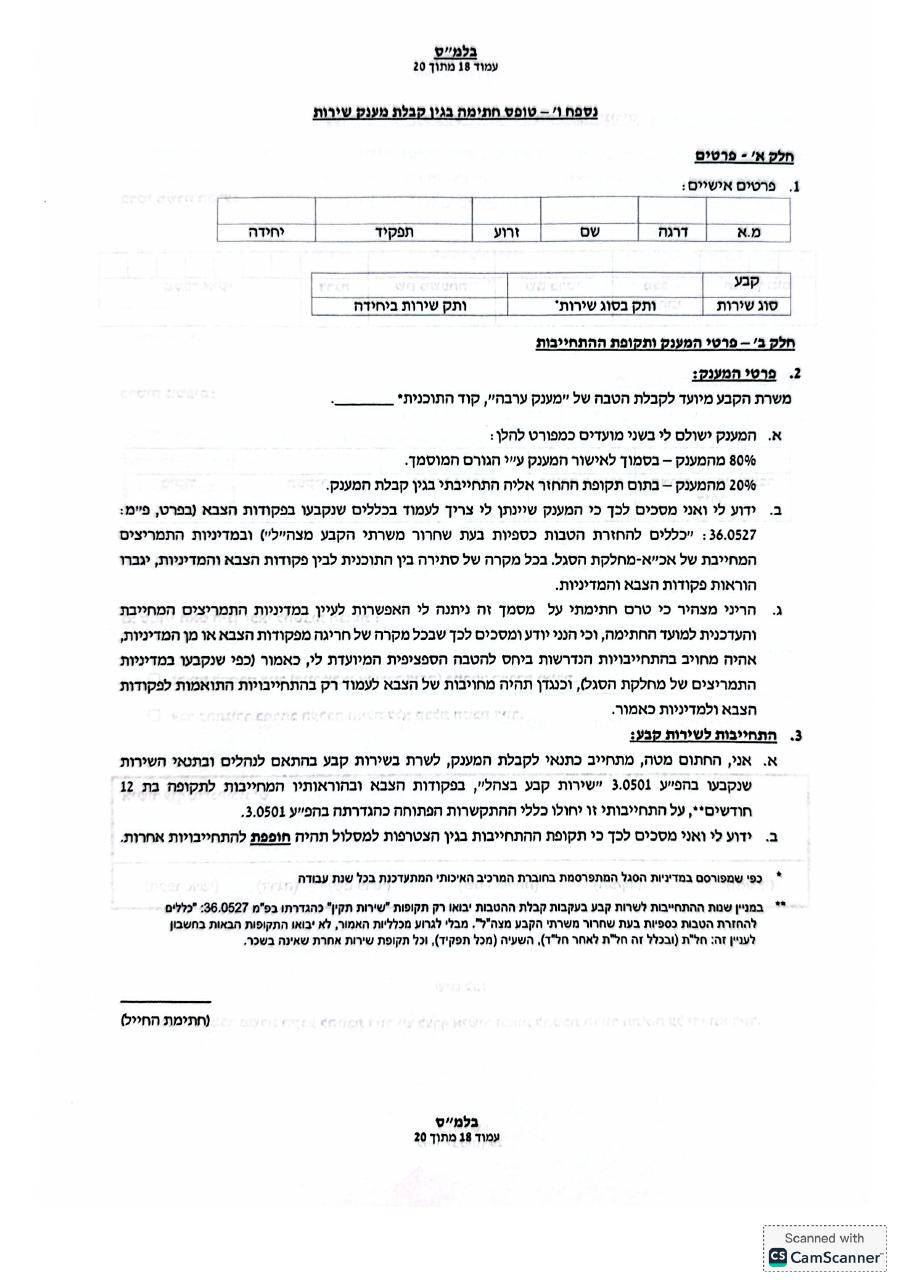 בלמ"ס
עמוד 18 מתוך 20
נספח ו' – טופס חתימה בגין קבלת מענק שירות
חלק א' - פרטים
1. פרטים אישיים:
מ.א דרגה שם זרוע תפקיד יחידה
קבע
סוג שירות ותק בסוג שירות* ותק שירות ביחידה
חלק ב' – פרטי המענק ותקופת ההתחייבות
2. פרטי המענק:
משרת הקבע מיועד לקבלת הטבה של "מענק ערבה", קוד התוכנית* ________.
א. המענק ישולם לי בשני מועדים כמפורט להלן:
80% מהמענק – בסמוך לאישור המענק ע"י הגורם המוסמך.
20% מהמענק – בתום תקופת ההחזר אליה התחייבתי בגין קבלת המענק.
ב. ידוע לי ואני מסכים לכך כי המענק שיינתן לי צריך לעמוד בכללים שנקבעו בפקודות הצבא (בפרט, פ"מ:
36.0527: "כללים להחזרת הטבות כספיות בעת שחרור משרתי הקבע מצה"ל") ובמדיניות התמריצים
המחייבת של אכ"א-מחלקת הסגל. בכל מקרה של סתירה בין התוכנית לבין פקודות הצבא והמדיניות, יגברו
הוראות פקודות הצבא והמדיניות.
ג. הריני מצהיר כי טרם חתימתי על מסמך זה ניתנה לי האפשרות לעיין במדיניות התמריצים המחייבת
והעדכנית למועד החתימה, וכי הנני יודע ומסכים לכך שבכל מקרה של חריגה מפקודות הצבא או מן המדיניות,
אהיה מחויב בהתחייבויות הנדרשות ביחס להטבה הספציפית המיועדת לי, כאמור (כפי שנקבעו במדיניות
התמריצים של מחלקת הסגל), וכנגדן תהיה מחויבות של הצבא לעמוד רק בהתחייבויות התואמות לפקודות
הצבא ולמדיניות כאמור.
3. התחייבות לשירות קבע:
א. אני, החתום מטה, מתחייב כתנאי לקבלת המענק, לשרת בשירות קבע בהתאם לנהלים ובתנאי השירות
שנקבעו בהפ"ע 3.0501 "שירות קבע בצהל", בפקודות הצבא ובהוראותיו המחייבות לתקופה בת 12
חודשים**, על התחייבותי זו יחולו כללי ההתקשרות הפתוחה כהגדרתה בהפ"ע 3.0501.
ב. ידוע לי ואני מסכים לכך כי תקופת ההתחייבות בגין הצטרפות למסלול תהיה חופפת להתחייבויות אחרות.
* כפי שמפורסם במדיניות הסגל המתפרסמת בחוברת המרכיב האיכותי המתעדכנת בכל שנת עבודה
** במניין שנות ההתחייבות לשרות קבע בעקבות קבלת ההטבות יבואו רק תקופות "שירות תקין" כהגדרתו בפ"מ 36.0527: "כללים
להחזרת הטבות כספיות בעת שחרור משרתי הקבע מצה"ל". מבלי לגרוע מכלליות האמור, לא יבואו התקופות הבאות בחשבון
לעניין זה: חל"ת (ובכלל זה חל"ת לאחר חל"ד), השעיה (מכל תפקיד), וכל תקופת שירות אחרת שאינה בשכר.
(חתימת החייל)
בלמ"ס
עמוד 18 מתוך 20
Scanned with
CS CamScanner